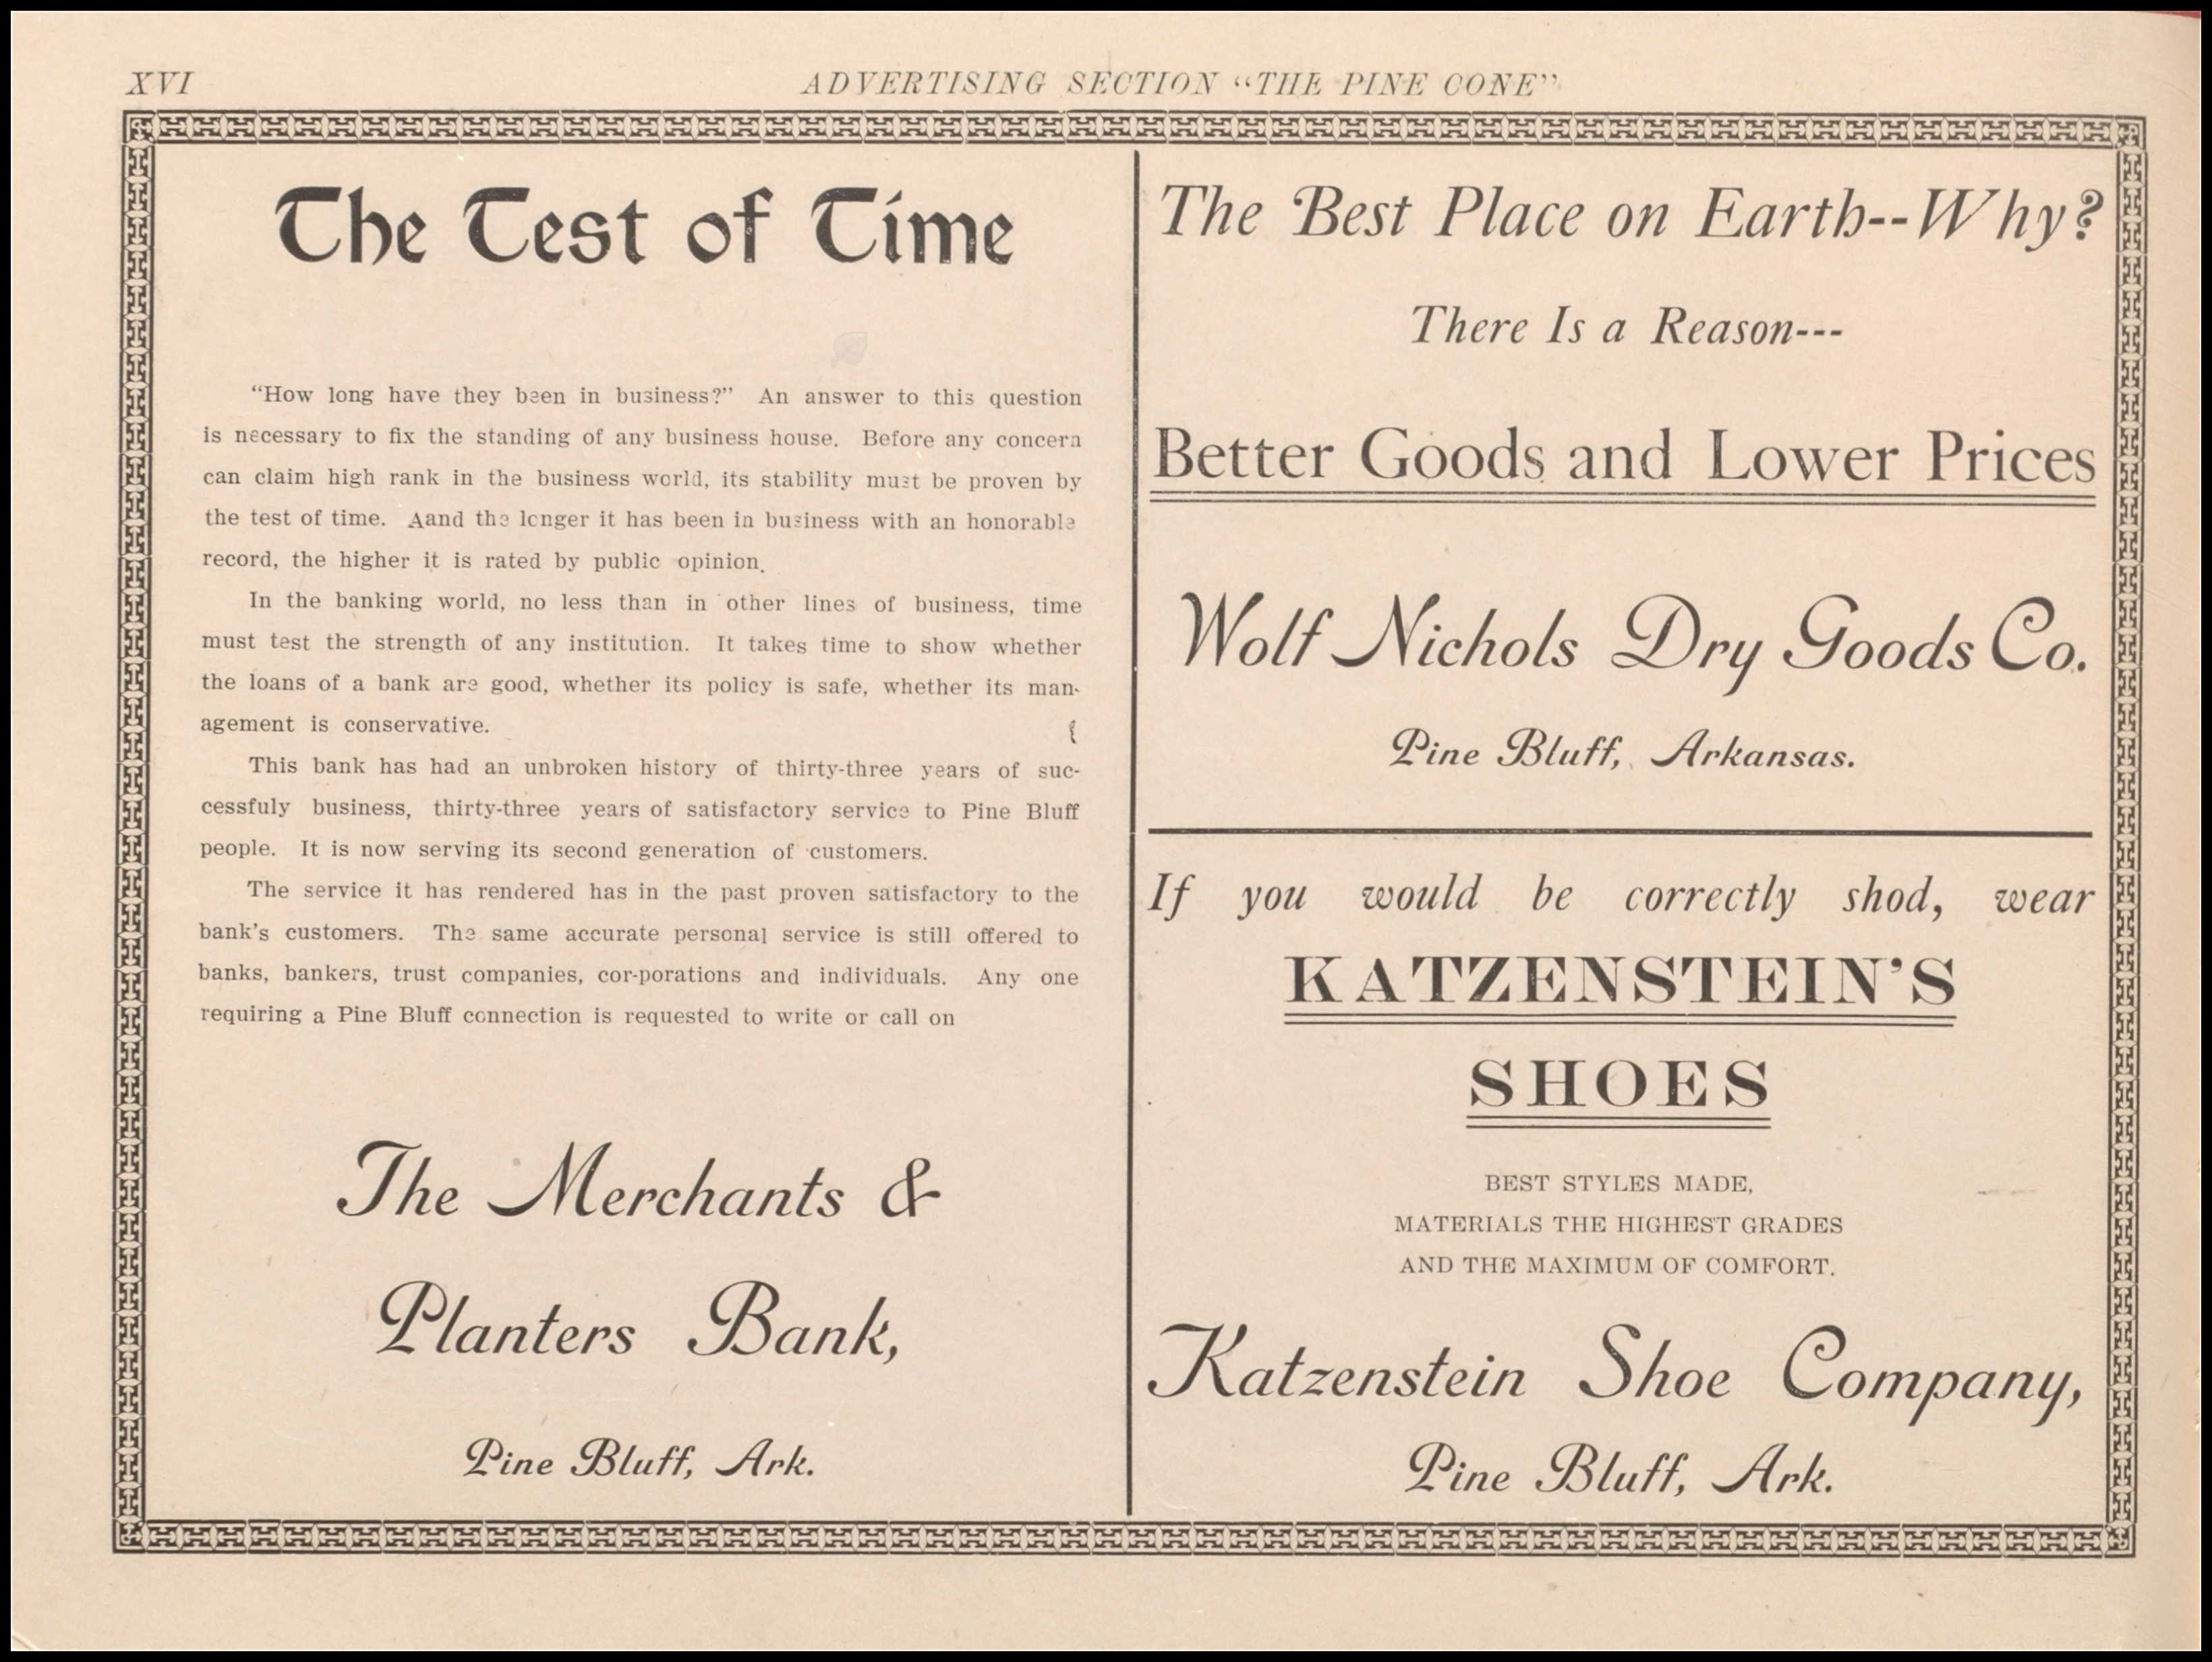 XVI
ADVERTISING SECTION "THE PINE CONE"
The Test of Time
"How long have they been in business?" An answer to this question
is necessary to fix the standing of any business house. Before any concern
can claim high rank in the business world, its stability must be proven by
the test of time. Aand the longer it has been in business with an honorable
record, the higher it is rated by public opinion.
In the banking world, no less than in other lines of business, time
must test the strength of any institution. It takes time to show whether
the loans of a bank are good, whether its policy is safe, whether its man-
agement is conservative.
This bank has had an unbroken history of thirty-three years of suc-
cessfuly business, thirty-three years of satisfactory service to Pine Bluff
people. It is now serving its second generation of customers.
The service it has rendered has in the past proven satisfactory to the
bank's customers. The same accurate personal service is still offered to
banks, bankers, trust companies, cor-porations and individuals. Any one
requiring a Pine Bluff connection is requested to write or call on
The Merchants &
Planters Bank,
Pine Bluff, Ark.
The Best Place on Earth--Why?
There Is a Reason---
Better Goods and Lower Prices
Wolf Nichols Dry Goods Co.
Pine Bluff, Arkansas.
If you would be correctly shod, wear
KATZENSTEIN'S
SHOES
BEST STYLES MADE,
MATERIALS THE HIGHEST GRADES
AND THE MAXIMUM OF COMFORT.
Katzenstein Shoe Company,
Pine Bluff, Ark.